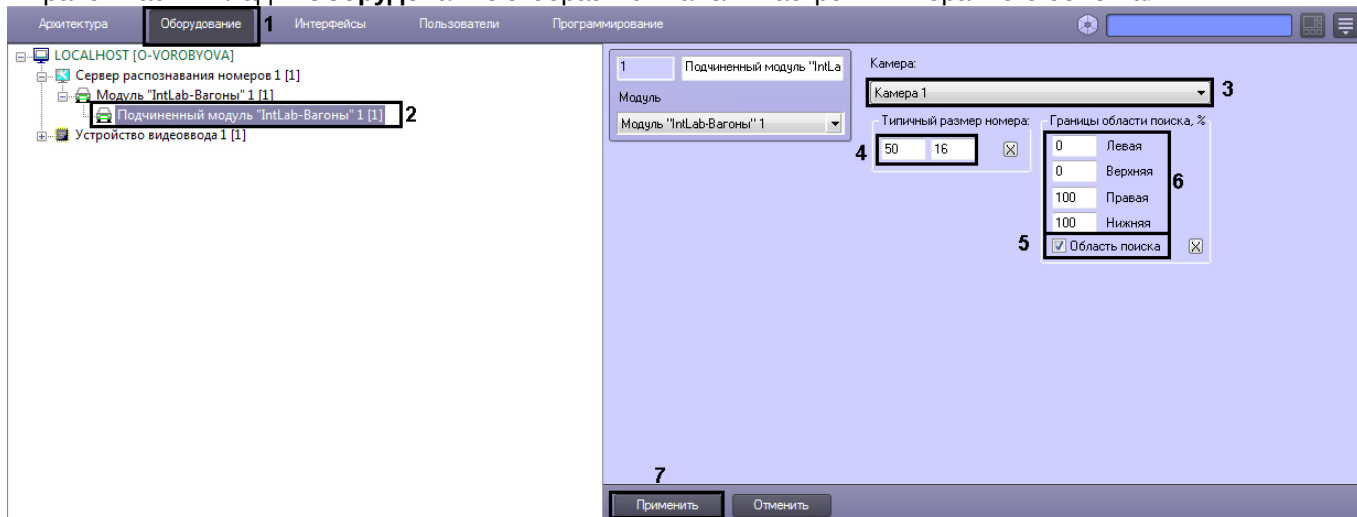 Архитектура Оборудование 1 Интерфейсы Пользователи Программирование
LOCALHOST [O-VOROBYOVA]
Сервер распознавания номеров 1 [1]
Модуль "IntLab-Вагоны" 1 [1]
Подчиненный модуль "IntLab-Вагоны" 1 [1] 2
Устройство видеоввода 1 [1]
1 Подчиненный модуль "IntLa
Модуль
Модуль "IntLab-Вагоны" 1
Камера:
Камера 1 3
Типичный размер номера:
4 50 16
Границы области поиска, %
0 Левая
0 Верхняя
6
100 Правая
100 Нижняя
5 Область поиска
7
Применить Отменить